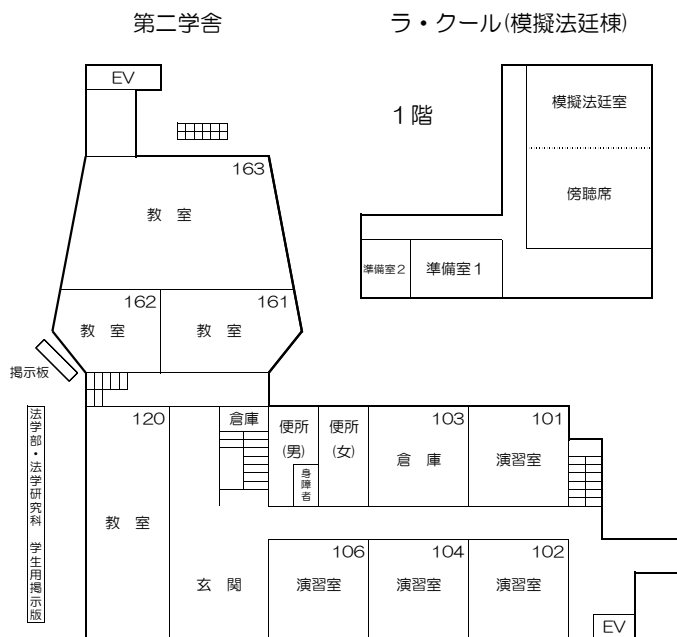 第二学舎
ラ・クール(模擬法廷棟)
EV
1階
模擬法廷室
傍聴席
準備室2
準備室1
163
教 室
162
教 室
161
教 室
掲示板
法学部・法学研究科 学生用掲示版
120
教 室
倉庫
便所
(男)
身障者
便所
(女)
103
倉 庫
101
演習室
玄 関
106
演習室
104
演習室
102
演習室
EV